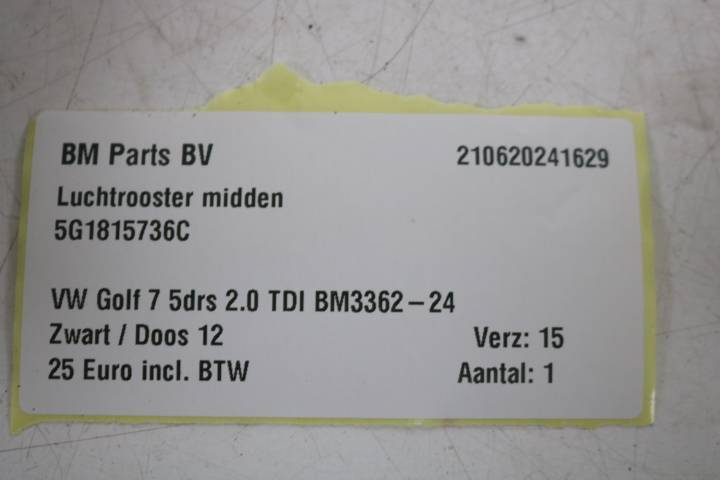 BM Parts BV 210620241629
Luchtrooster midden
5G1815736C
VW Golf 7 5drs 2.0 TDI BM3362-24
Zwart / Doos 12 Verz: 15
25 Euro incl. BTW Aantal: 1